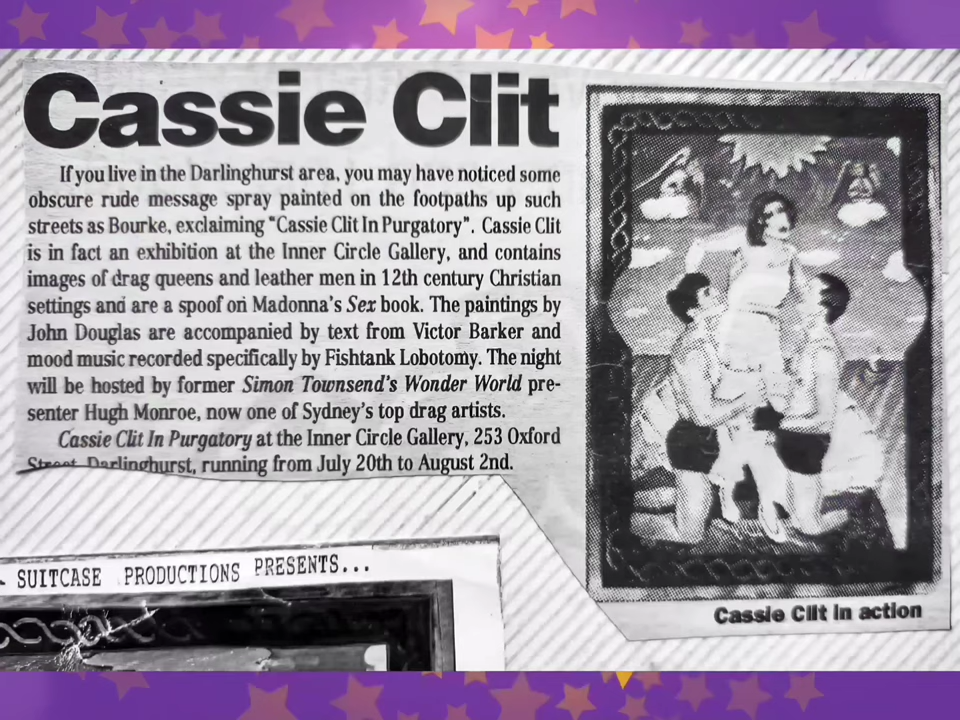 Cassie Clit
If you live in the Darlinghurst area, you may have noticed some
obscure rude message spray painted on the footpaths up such
streets as Bourke, exclaiming "Cassie Clit In Purgatory". Cassie Clit
is in fact an exhibition at the Inner Circle Gallery, and contains
images of drag queens and leather men in 12th century Christian
settings and are a spoof on Madonna's Sex book. The paintings by
John Douglas are accompanied by text from Victor Barker and
mood music recorded specifically by Fishtank Lobotomy. The night
will be hosted by former Simon Townsend's Wonder World pre-
senter Hugh Monroe, now one of Sydney's top drag artists.
Cassie Clit In Purgatory at the Inner Circle Gallery, 253 Oxford
Street, Darlinghurst, running from July 20th to August 2nd.
Cassie Clit in action
SUITCASE PRODUCTIONS PRESENTS...